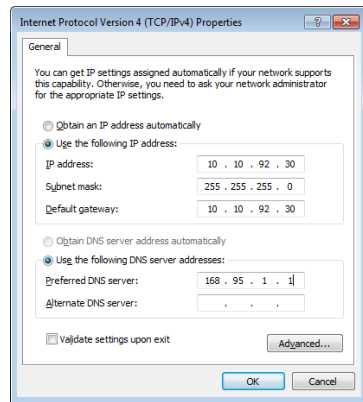 Internet Protocol Version 4 (TCP/IPv4) Properties
General
You can get IP settings assigned automatically if your network supports
this capability. Otherwise, you need to ask your network administrator
for the appropriate IP settings.
Obtain an IP address automatically
Use the following IP address:
IP address: 10 . 10 . 92 . 30
Subnet mask: 255 . 255 . 255 . 0
Default gateway: 10 . 10 . 92 . 30
Obtain DNS server address automatically
Use the following DNS server addresses:
Preferred DNS server: 168 . 95 . 1 . 1
Alternate DNS server: . . .
Validate settings upon exit
Advanced...
OK Cancel